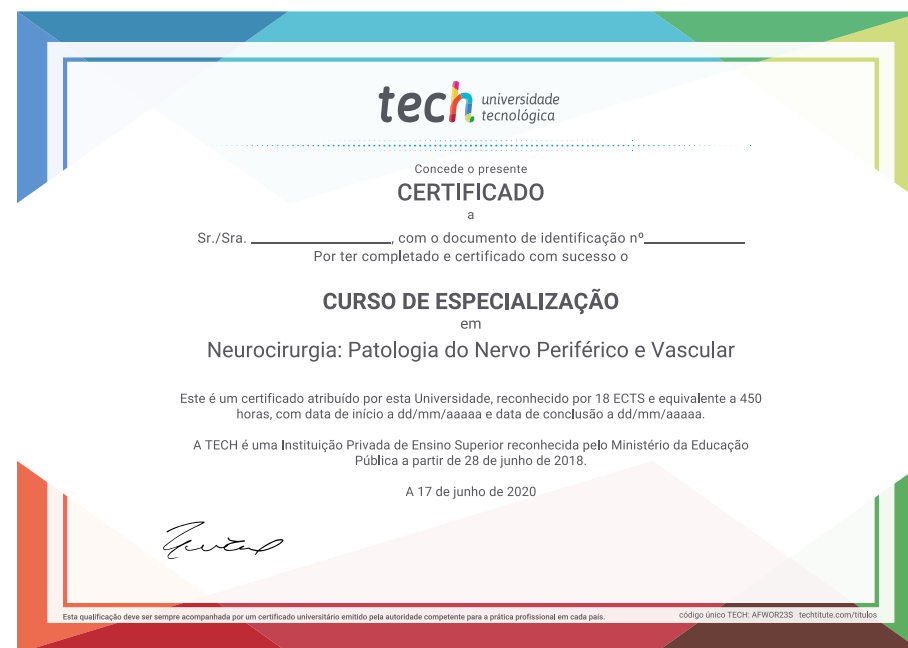 tech universidade
tecnológica
Concede o presente
CERTIFICADO
a
Sr./Sra. ____________________, com o documento de identificação nº______________
Por ter completado e certificado com sucesso o
CURSO DE ESPECIALIZAÇÃO
em
Neurocirurgia: Patologia do Nervo Periférico e Vascular
Este é um certificado atribuído por esta Universidade, reconhecido por 18 ECTS e equivalente a 450
horas, com data de início a dd/mm/aaaaa e data de conclusão a dd/mm/aaaaa.
A TECH é uma Instituição Privada de Ensino Superior reconhecida pelo Ministério da Educação
Pública a partir de 28 de junho de 2018.
A 17 de junho de 2020
Esta qualificação deve ser sempre acompanhada por um certificado universitário emitido pela autoridade competente para a prática profissional em cada país.
código único TECH: AFWOR23S techtitute.com/titulos